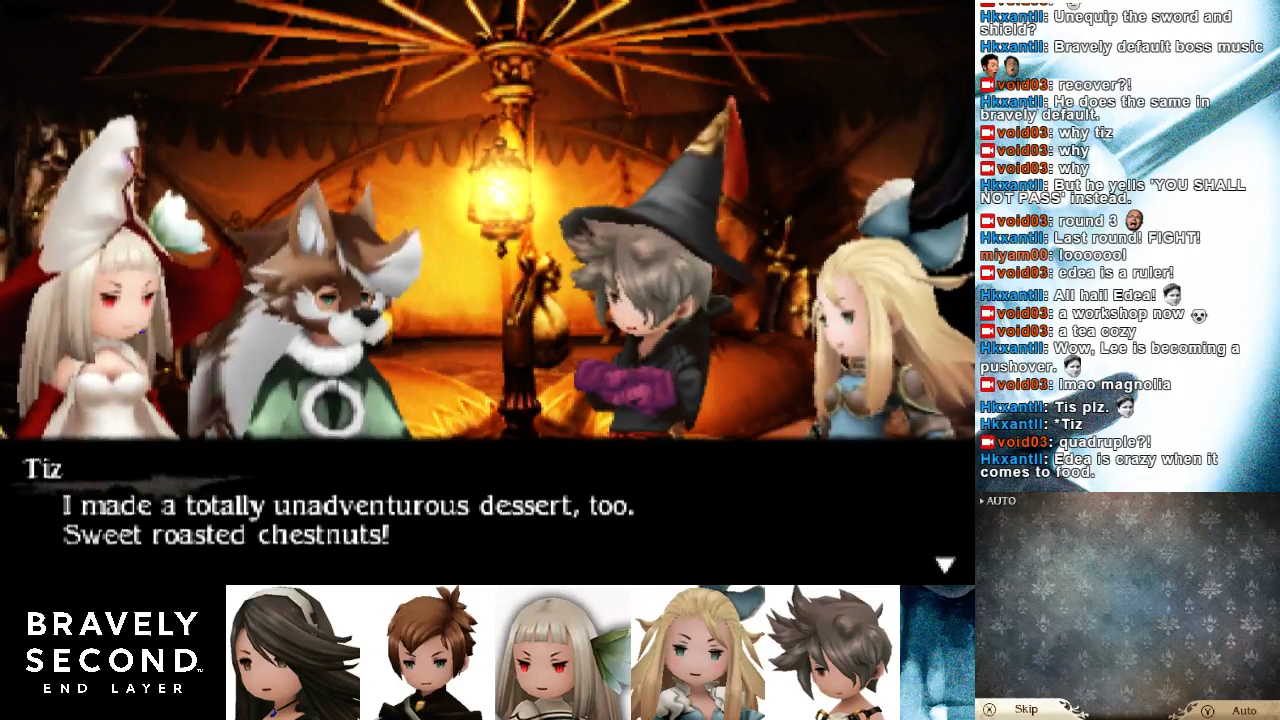 Hkxantll: Unequip the sword and
shield?
Hkxantll: Bravely default boss music
void03: recover?!
Hkxantll: He does the same in
bravely default.
void03: why tiz
void03: why
void03: why
Hkxantll: But he yells 'YOU SHALL
NOT PASS' instead.
void03: round 3
Hkxantll: Last round! FIGHT!
miyam00: looooool
void03: edea is a ruler!
Hkxantll: All hail Edea!
void03: a workshop now
void03: a tea cozy
Hkxantll: Wow, Lee is becoming a
pushover.
void03: lmao magnolia
Hkxantll: Tis plz.
Hkxantll: *Tiz
void03: quadruple?!
Hkxantll: Edea is crazy when it
comes to food.
Tiz
I made a totally unadventurous dessert, too.
Sweet roasted chestnuts!
AUTO
BRAVELY
SECOND™
END LAYER
X Skip
Y Auto